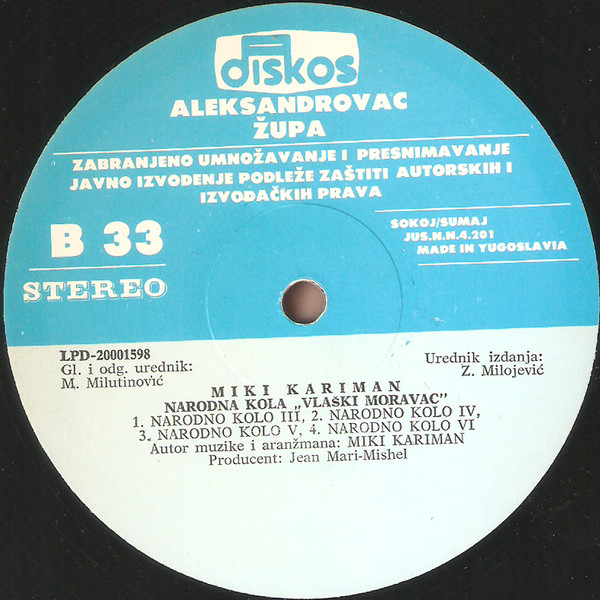 diskos
ALEKSANDROVAC
ŽUPA
ZABRANJENO UMNOŽAVANJE I PRESNIMAVANJE
JAVNO IZVOĐENJE PODLEŽE ZAŠTITI AUTORSKIH I
IZVOĐAČKIH PRAVA
B 33
STEREO
SOKOJ/SUMAJ
JUS.N.N.4.201
MADE IN YUGOSLAVIA
LPD-20001598
Gl. i odg. urednik:
M. Milutinović
Urednik izdanja:
Z. Milojević
MIKI KARIMAN
NARODNA KOLA „VLAŠKI MORAVAC"
1. NARODNO KOLO III, 2. NARODNO KOLO IV,
3. NARODNO KOLO V, 4. NARODNO KOLO VI
Autor muzike i aranžmana: MIKI KARIMAN
Producent: Jean Mari-Mishel